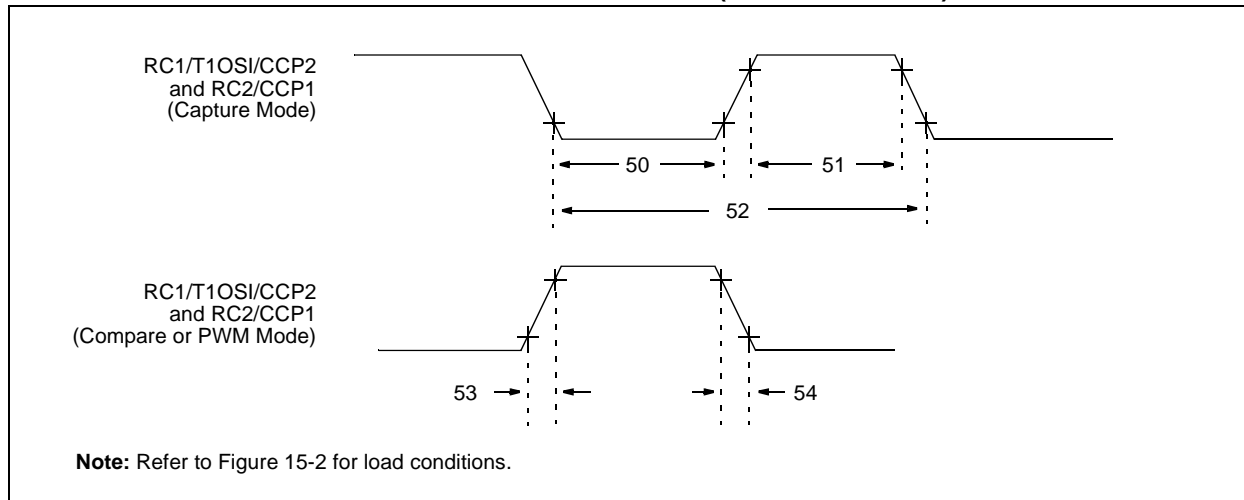 RC1/T1OSI/CCP2
and RC2/CCP1
(Capture Mode)
50
51
52
RC1/T1OSI/CCP2
and RC2/CCP1
(Compare or PWM Mode)
53
54
Note: Refer to Figure 15-2 for load conditions.